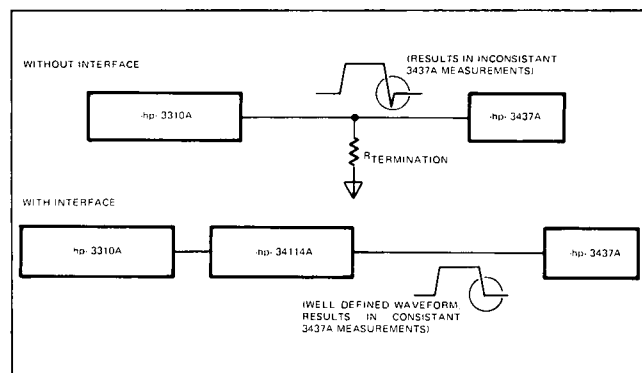 (RESULTS IN INCONSISTANT
3437A MEASUREMENTS)
WITHOUT INTERFACE
-hp- 3310A
-hp- 3437A
RTERMINATION
WITH INTERFACE
-hp- 3310A
-hp- 34114A
-hp- 3437A
(WELL DEFINED WAVEFORM,
RESULTS IN CONSISTANT
3437A MEASUREMENTS)